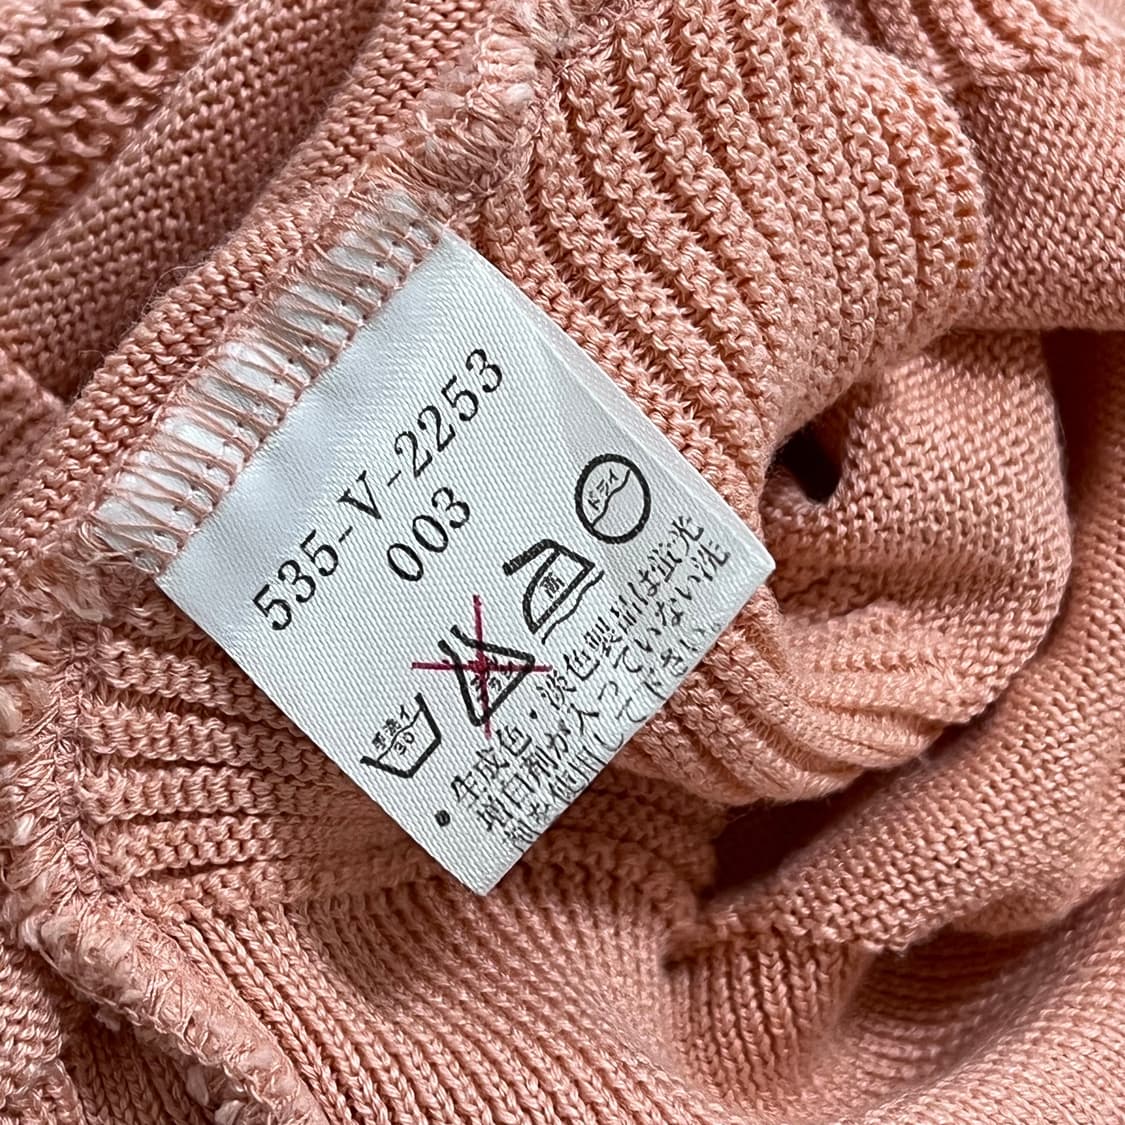 535-V-2253
003
手洗イ
30
高
ドライ
・生成色・淡色製品は蛍光
増白剤が入っていない洗
剤を使用して下さい。